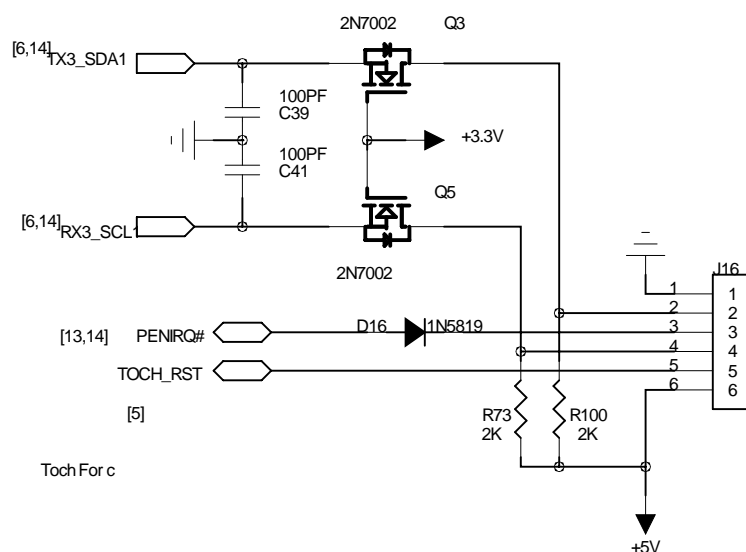 2N7002 Q3
[6,14] TX3_SDA1
100PF
C39
+3.3V
100PF
C41
Q5
[6,14] RX3_SCL1
2N7002
J16
1 1
2 2
[13,14] PENIRQ# D16 1N5819 3 3
4 4
TOCH_RST 5 5
6 6
[5]
R73 R100
2K 2K
Toch For c
+5V